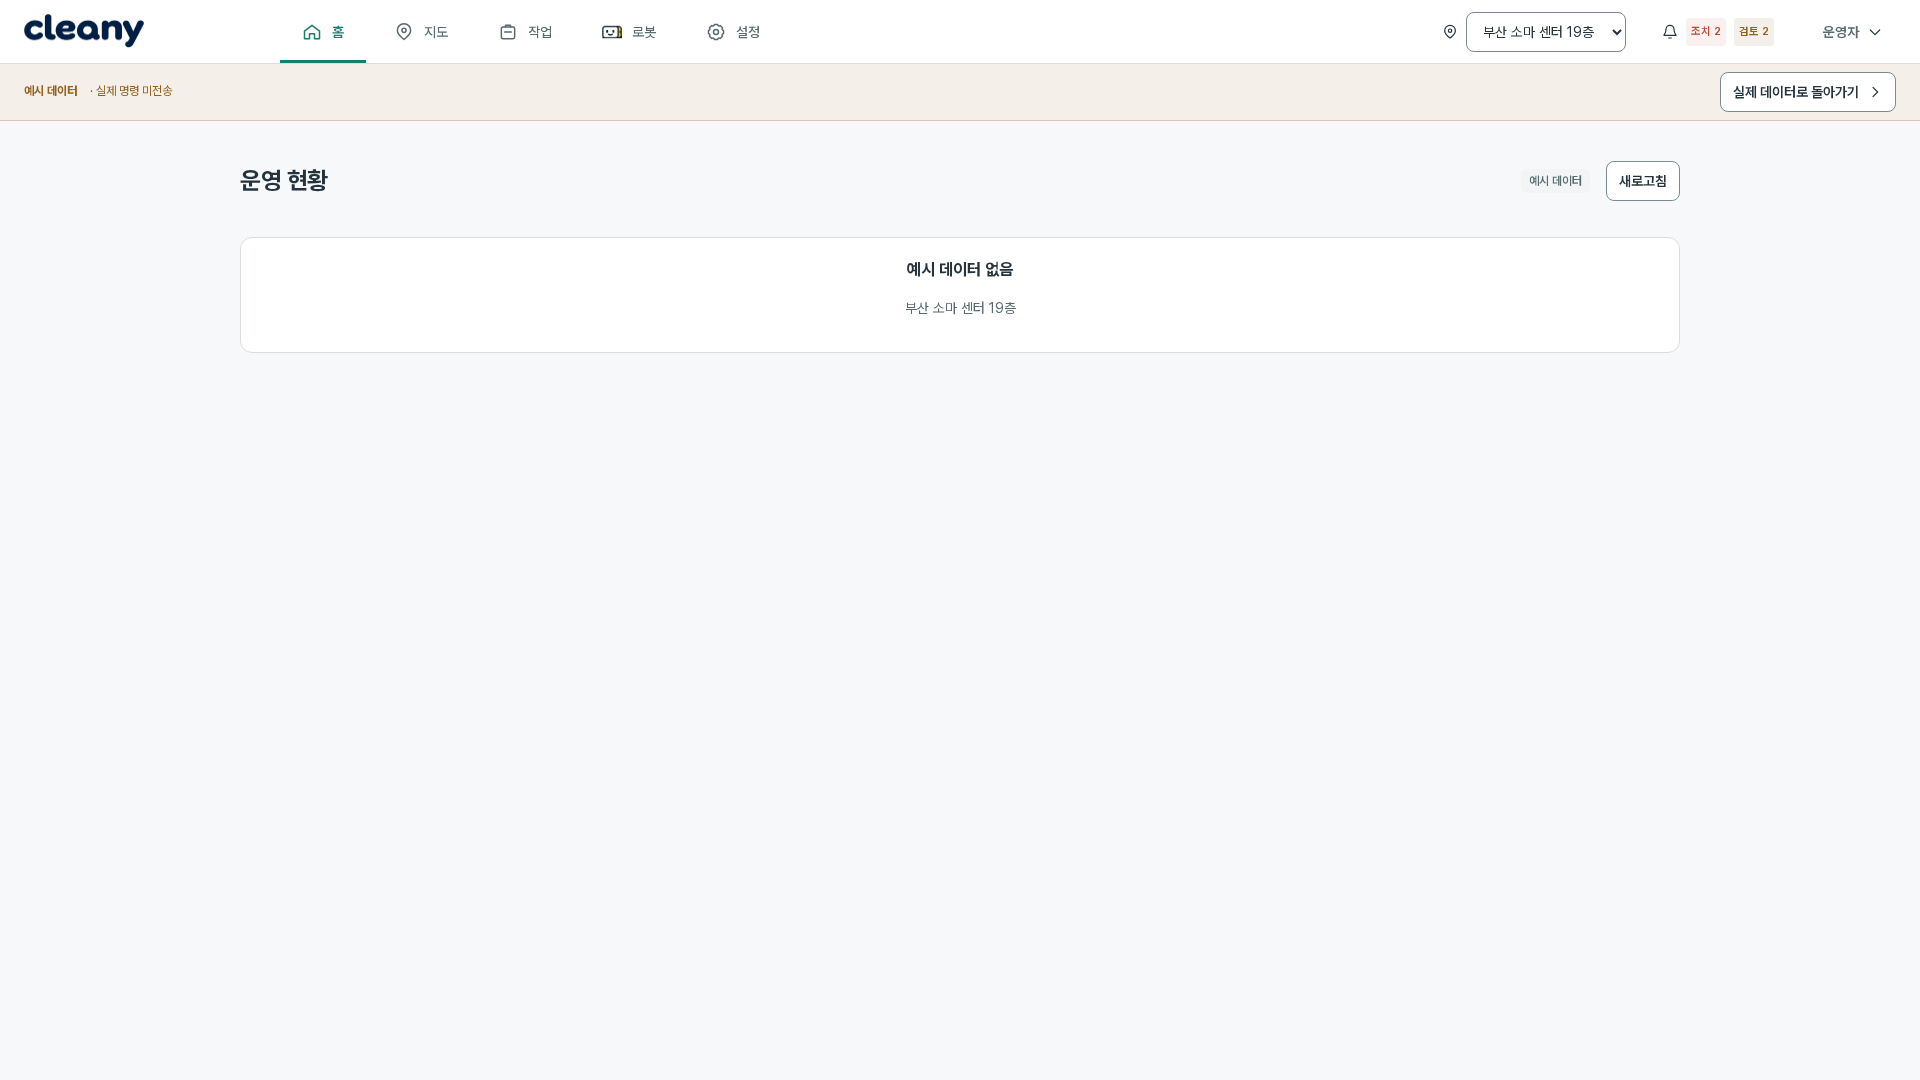 cleany
홈
지도
작업
로봇
설정
부산 소마 센터 19층
조치 2
검토 2
운영자
예시 데이터 · 실제 명령 미전송
실제 데이터로 돌아가기
운영 현황
예시 데이터
새로고침
예시 데이터 없음
부산 소마 센터 19층